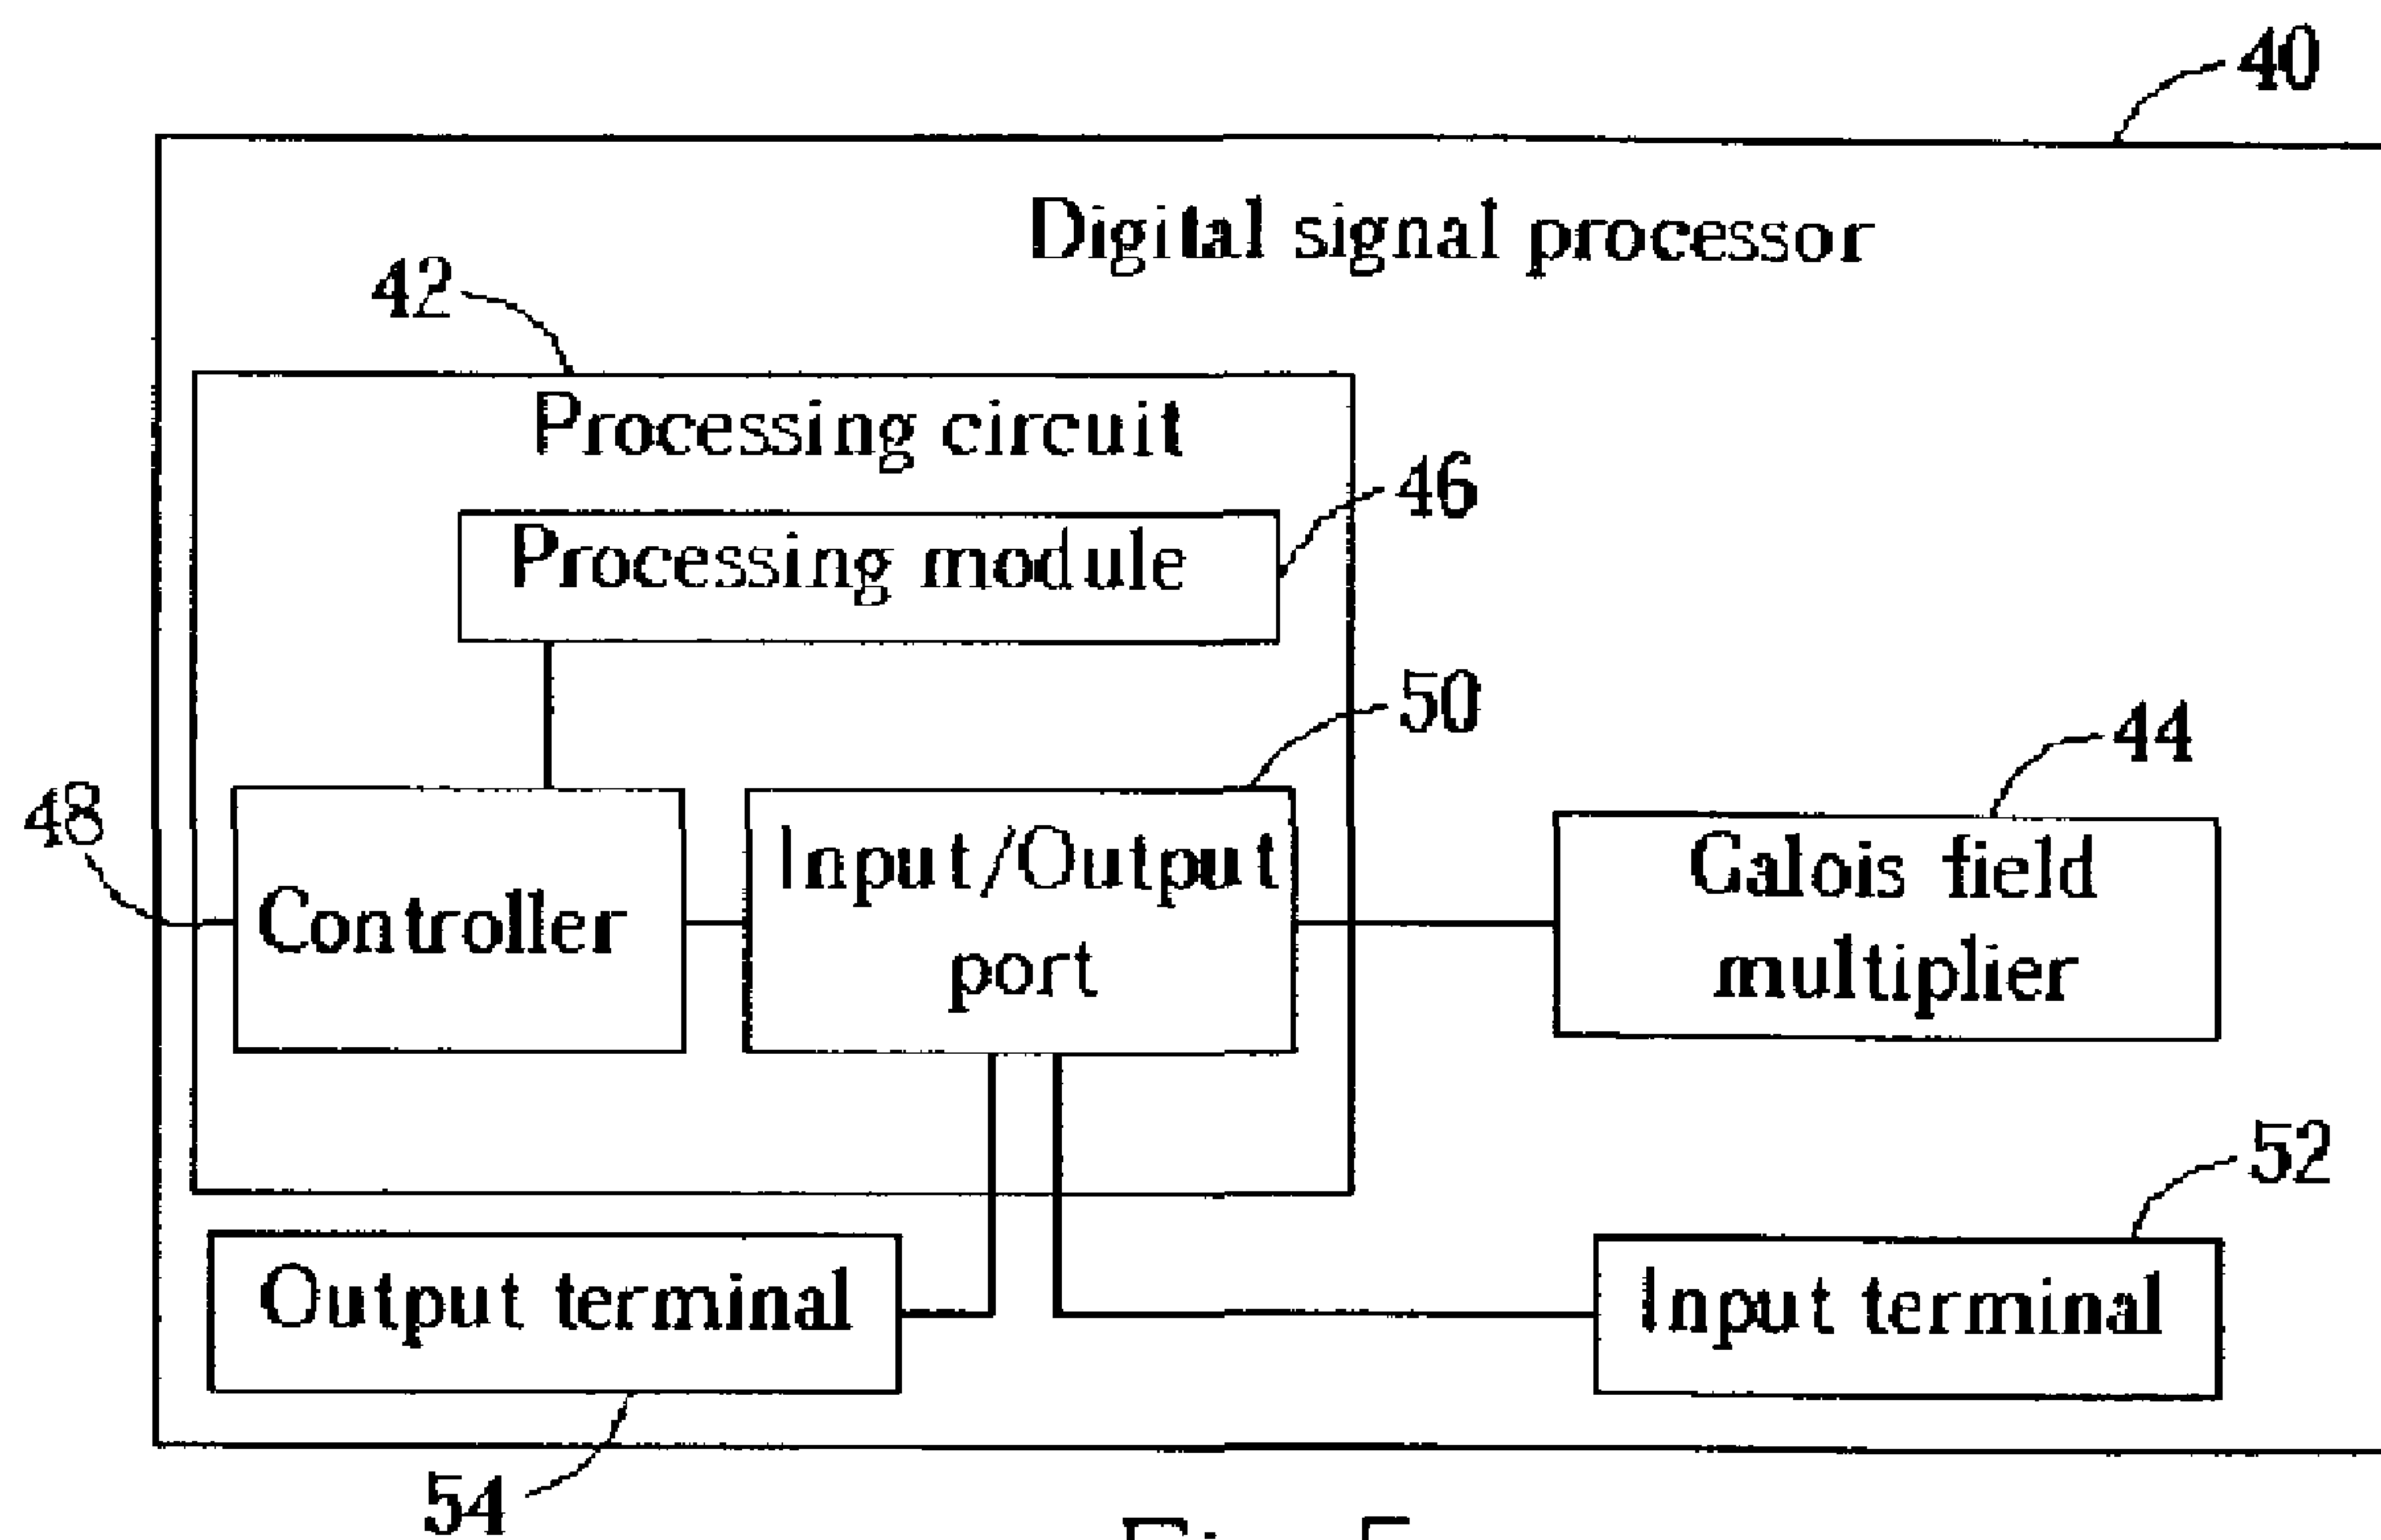 40
Digital signal processor
42
Processing circuit
46
Processing module
50
44
48
Controller
Input/Output
port
Galois field
multiplier
52
Output terminal
Input terminal
54